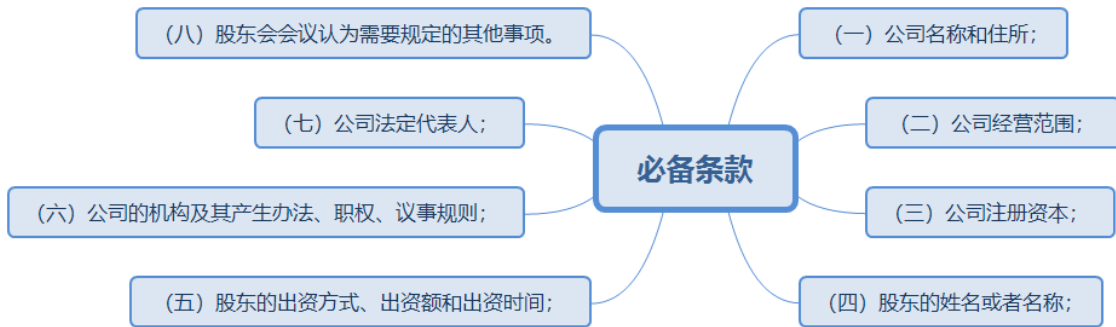 必备条款
（一）公司名称和住所；
（二）公司经营范围；
（三）公司注册资本；
（四）股东的姓名或者名称；
（五）股东的出资方式、出资额和出资时间；
（六）公司的机构及其产生办法、职权、议事规则；
（七）公司法定代表人；
（八）股东会会议认为需要规定的其他事项。